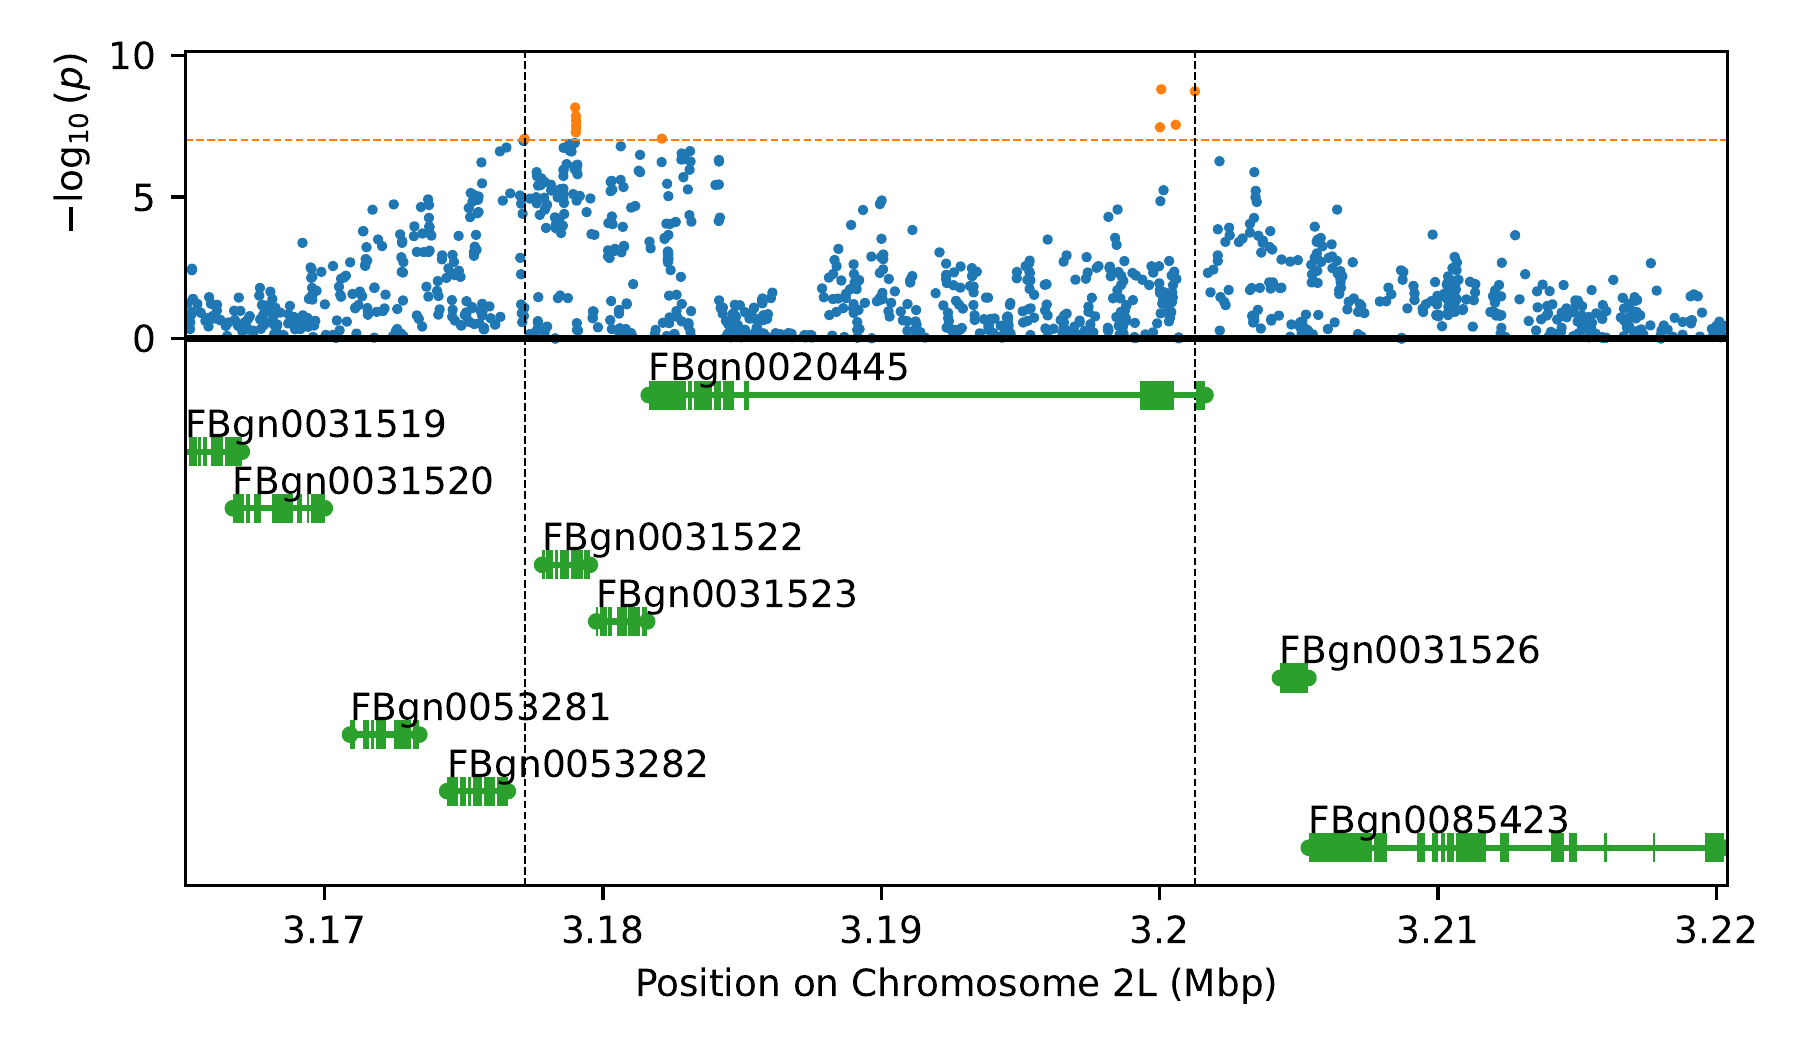 10
5
0
−log₁₀(p)
FBgn0020445
FBgn0031519
FBgn0031520
FBgn0031522
FBgn0031523
FBgn0031526
FBgn0053281
FBgn0053282
FBgn0085423
3.17 3.18 3.19 3.2 3.21 3.22
Position on Chromosome 2L (Mbp)